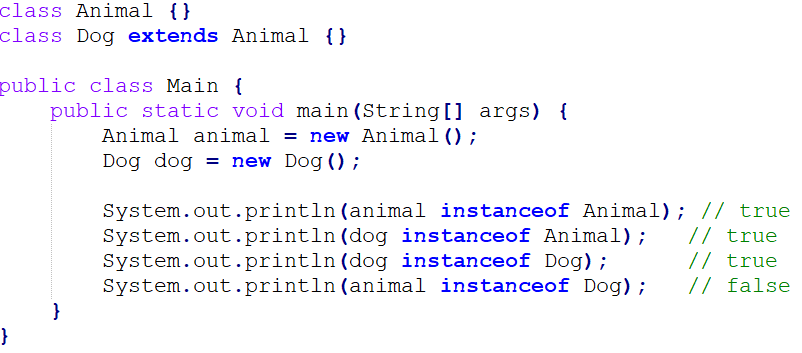 class Animal {}
class Dog extends Animal {}
public class Main {
    public static void main(String[] args) {
        Animal animal = new Animal();
        Dog dog = new Dog();
        System.out.println(animal instanceof Animal); // true
        System.out.println(dog instanceof Animal);   // true
        System.out.println(dog instanceof Dog);      // true
        System.out.println(animal instanceof Dog);   // false
    }
}